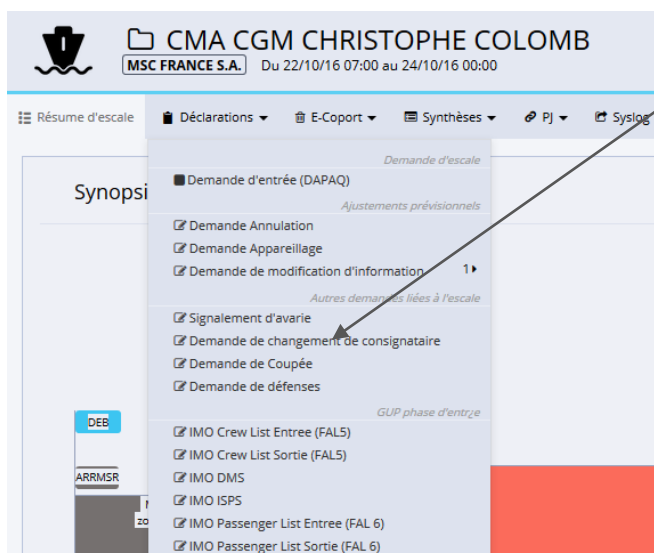 CMA CGM CHRISTOPHE COLOMB
MSC FRANCE S.A. Du 22/10/16 07:00 au 24/10/16 00:00
Résume d'escale Déclarations E-Coport Synthèses PJ Syslog
Demande d'escale
Demande d'entrée (DAPAQ)
Synopsi
Ajustements prévisionnels
Demande Annulation
Demande Appareillage
Demande de modification d'information 1
Autres demandes liées à l'escale
Signalement d'avarie
Demande de changement de consignataire
Demande de Coupée
Demande de défenses
GUP phase d'entrée
DEB
IMO Crew List Entree (FAL5)
IMO Crew List Sortie (FAL5)
ARRMSR
IMO DMS
IMO ISPS
zo
IMO Passenger List Entree (FAL 6)
IMO Passenger List Sortie (FAL 6)